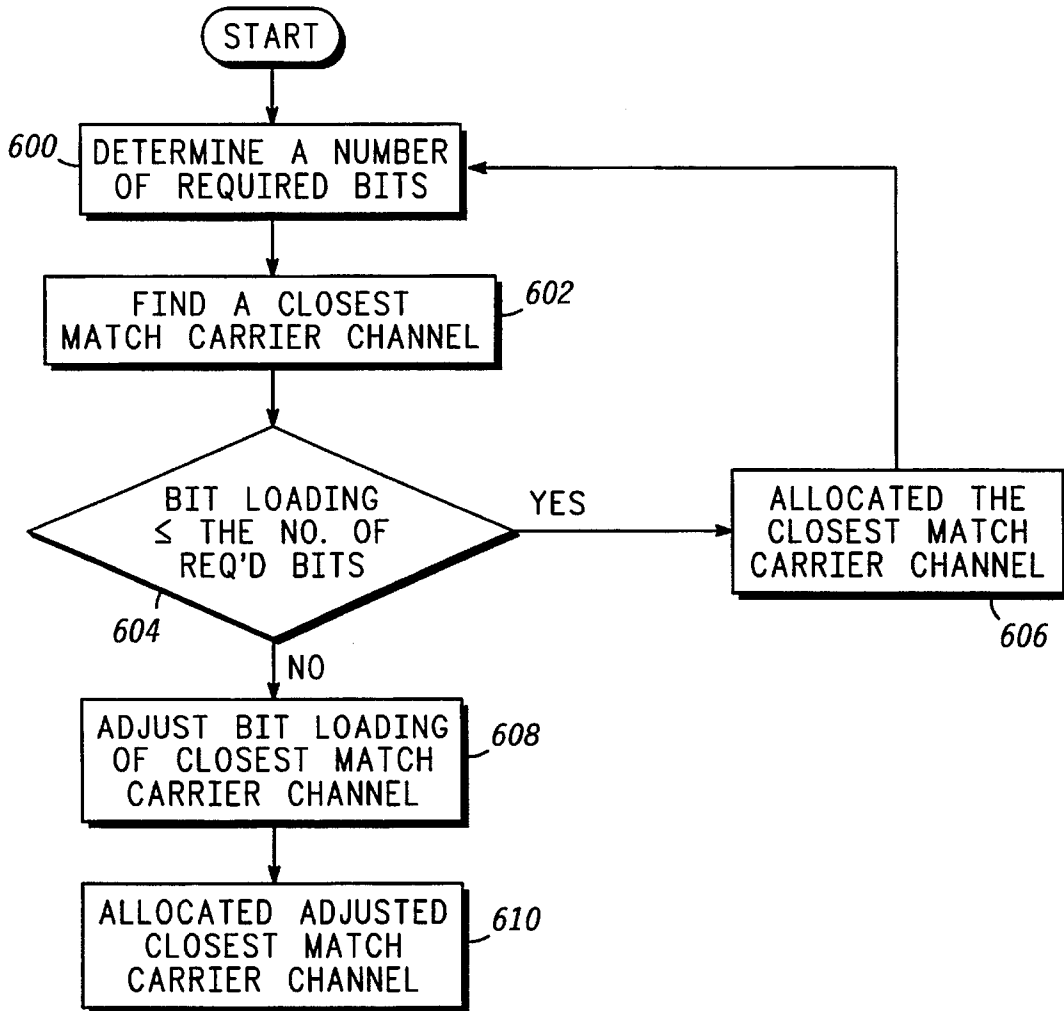 START
600
DETERMINE A NUMBER
OF REQUIRED BITS
FIND A CLOSEST
MATCH CARRIER CHANNEL
602
BIT LOADING
≤ THE NO. OF
REQ'D BITS
604
YES
ALLOCATED THE
CLOSEST MATCH
CARRIER CHANNEL
606
NO
ADJUST BIT LOADING
OF CLOSEST MATCH
CARRIER CHANNEL
608
ALLOCATED ADJUSTED
CLOSEST MATCH
CARRIER CHANNEL
610